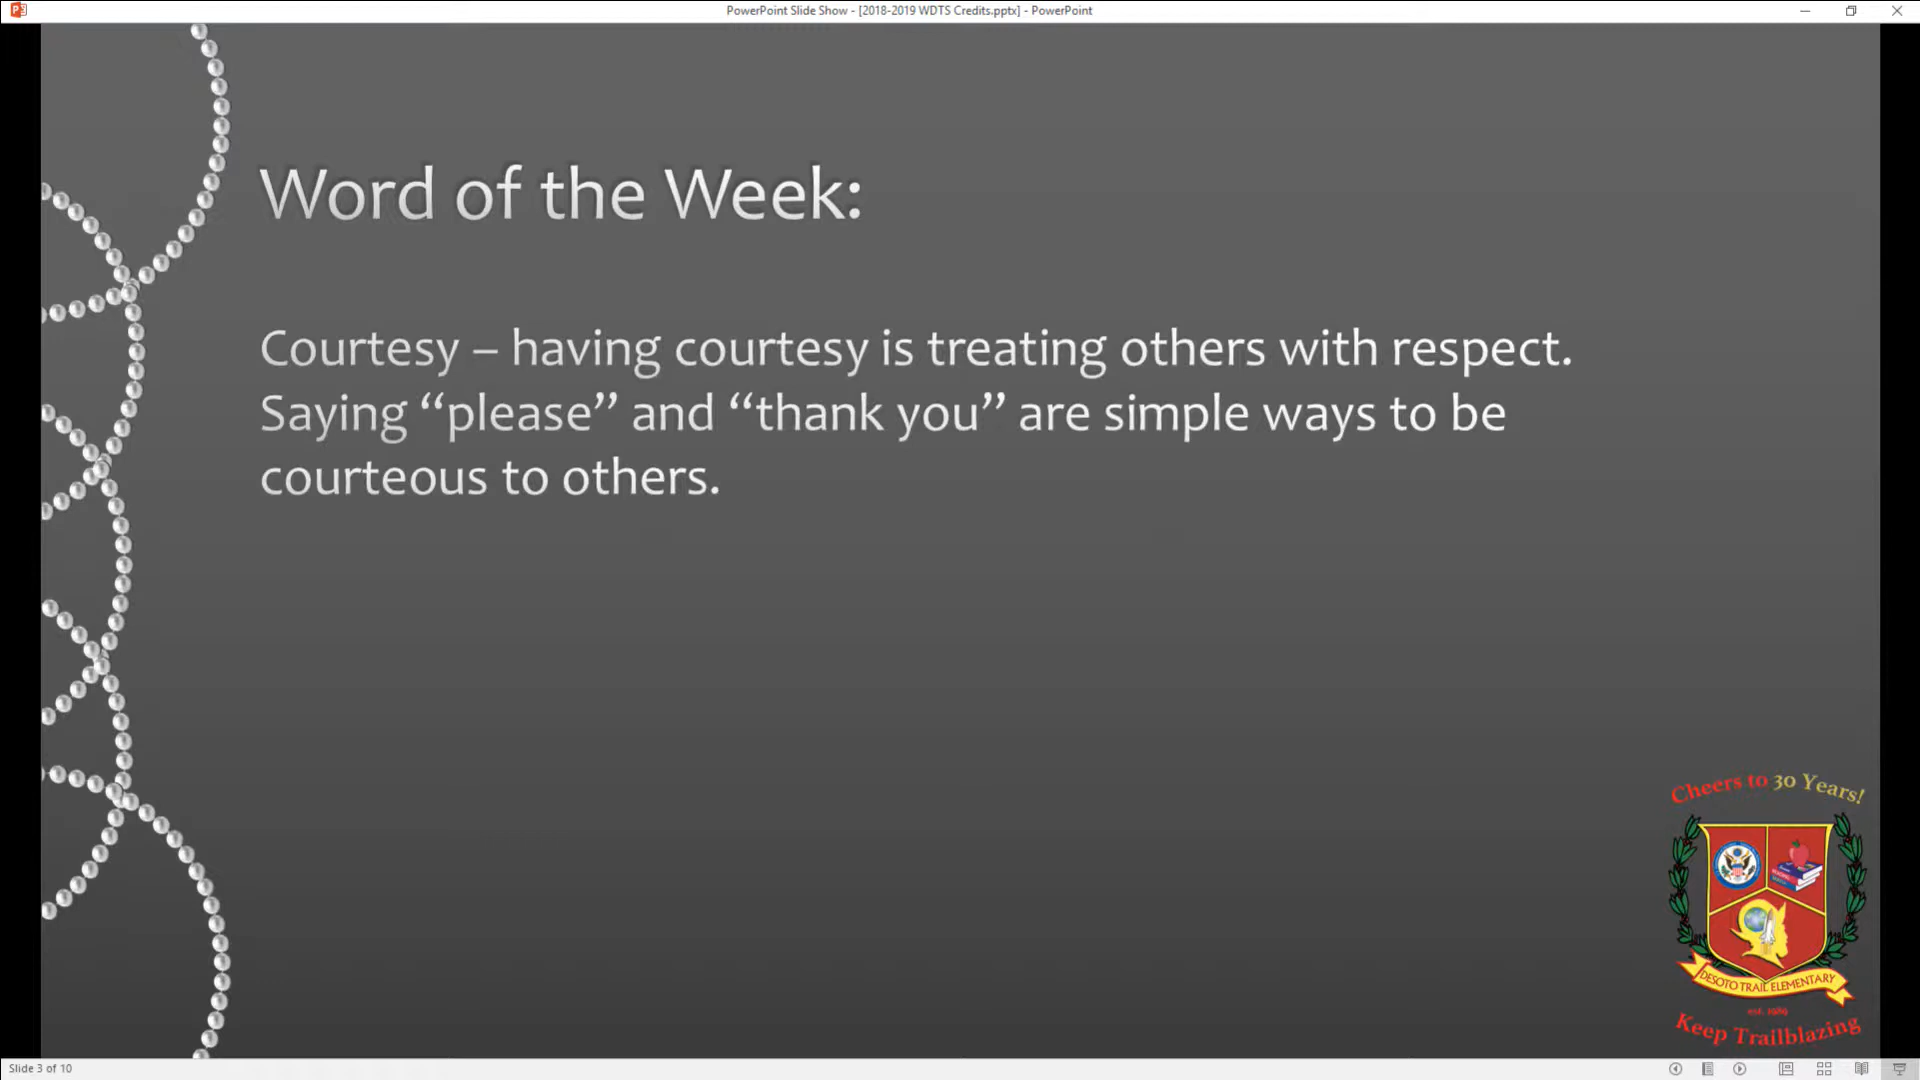 PowerPoint Slide Show - [2018-2019 WDTS Credits.pptx] - PowerPoint
Word of the Week:
Courtesy – having courtesy is treating others with respect.
Saying “please” and “thank you” are simple ways to be
courteous to others.
Cheers to 30 Years!
DESOTO TRAIL ELEMENTARY
est. 1989
Keep Trailblazing
Slide 3 of 10